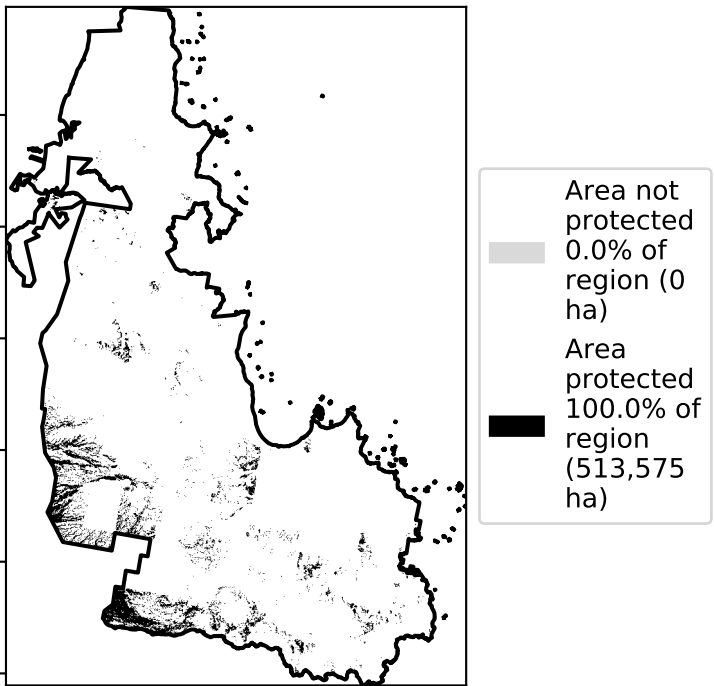 Area not
protected
0.0% of
region (0
ha)
Area
protected
100.0% of
region
(513,575
ha)